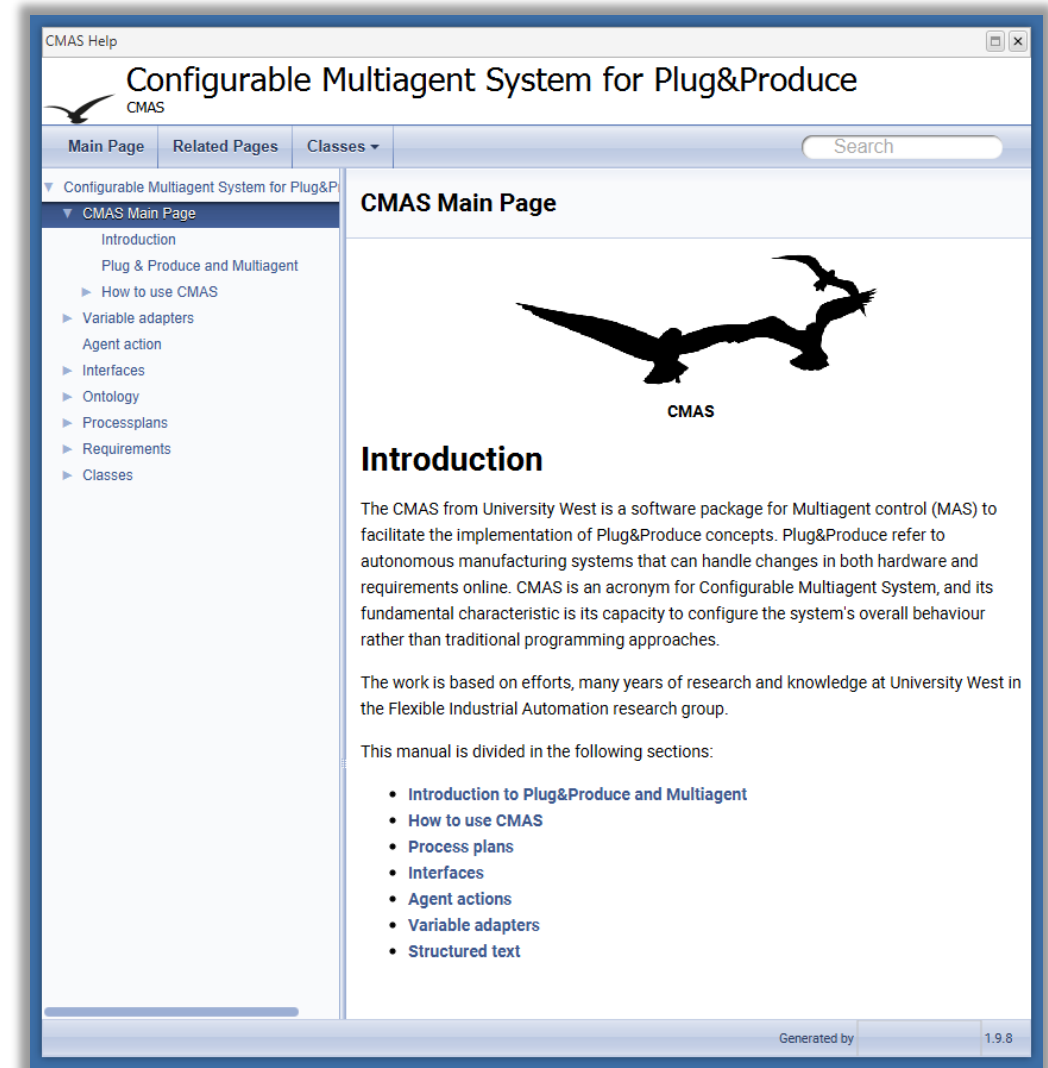 CMAS Help
Configurable Multiagent System for Plug&Produce
CMAS
Main Page
Related Pages
Classes
Search
Configurable Multiagent System for Plug&P
CMAS Main Page
Introduction
Plug & Produce and Multiagent
How to use CMAS
Variable adapters
Agent action
Interfaces
Ontology
Processplans
Requirements
Classes
CMAS Main Page
CMAS
Introduction
The CMAS from University West is a software package for Multiagent control (MAS) to
facilitate the implementation of Plug&Produce concepts. Plug&Produce refer to
autonomous manufacturing systems that can handle changes in both hardware and
requirements online. CMAS is an acronym for Configurable Multiagent System, and its
fundamental characteristic is its capacity to configure the system's overall behaviour
rather than traditional programming approaches.
The work is based on efforts, many years of research and knowledge at University West in
the Flexible Industrial Automation research group.
This manual is divided in the following sections:
• Introduction to Plug&Produce and Multiagent
• How to use CMAS
• Process plans
• Interfaces
• Agent actions
• Variable adapters
• Structured text
Generated by
1.9.8